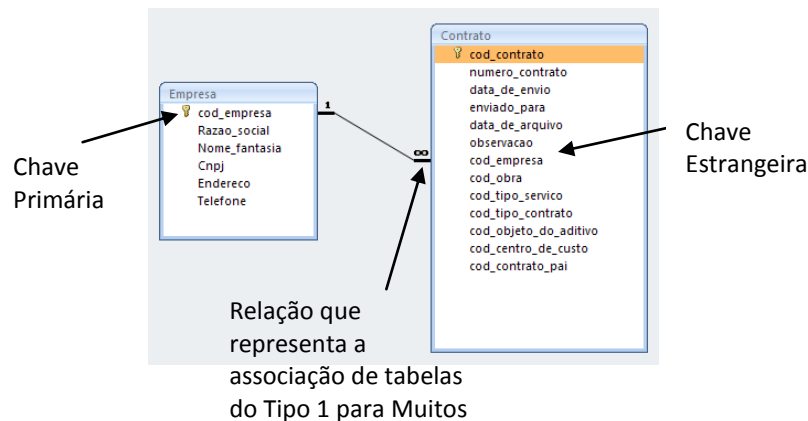 Contrato
cod_contrato
numero_contrato
data_de_envio
enviado_para
data_de_arquivo
observacao
cod_empresa
cod_obra
cod_tipo_servico
cod_tipo_contrato
cod_objeto_do_aditivo
cod_centro_de_custo
cod_contrato_pai
Empresa
cod_empresa
Razao_social
Nome_fantasia
Cnpj
Endereco
Telefone
1
∞
Chave
Primária
Chave
Estrangeira
Relação que
representa a
associação de tabelas
do Tipo 1 para Muitos